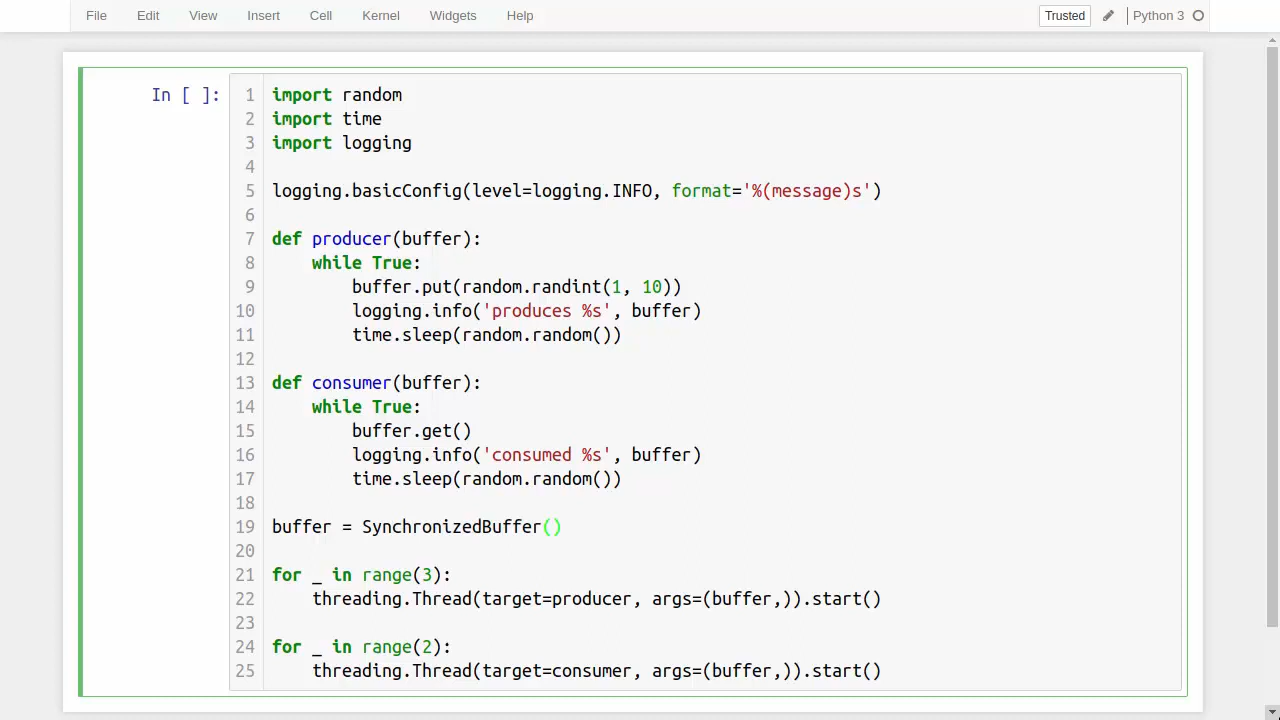 File Edit View Insert Cell Kernel Widgets Help Trusted Python 3
In [ ]:
1 import random
2 import time
3 import logging
4
5 logging.basicConfig(level=logging.INFO, format='%(message)s')
6
7 def producer(buffer):
8     while True:
9         buffer.put(random.randint(1, 10))
10         logging.info('produces %s', buffer)
11         time.sleep(random.random())
12
13 def consumer(buffer):
14     while True:
15         buffer.get()
16         logging.info('consumed %s', buffer)
17         time.sleep(random.random())
18
19 buffer = SynchronizedBuffer()
20
21 for _ in range(3):
22     threading.Thread(target=producer, args=(buffer,)).start()
23
24 for _ in range(2):
25     threading.Thread(target=consumer, args=(buffer,)).start()